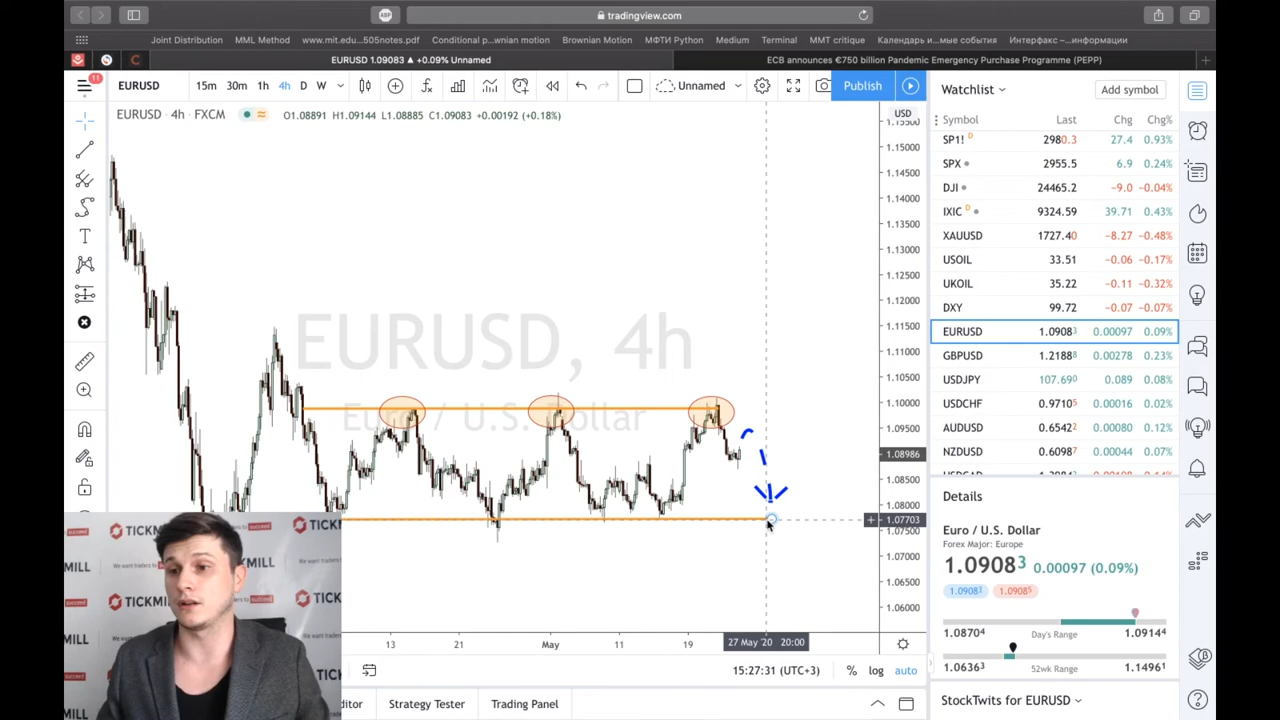 tradingview.com
Joint Distribution MML Method www.mit.edu...505notes.pdf Conditional p...wnian motion Brownian Motion МФТИ Python Medium Terminal MMT critique Календарь и...мые события Интерфакс –...информации
EURUSD 1.09083 ▲ +0.09% Unnamed ECB announces €750 billion Pandemic Emergency Purchase Programme (PEPP)
11 EURUSD 15m 30m 1h 4h D W Unnamed Publish
EURUSD · 4h · FXCM O1.08891 H1.09144 L1.08885 C1.09083 +0.00192 (+0.18%)
USD
1.15500
1.15000
1.14500
1.14000
1.13500
1.13000
1.12500
1.12000
1.11500
1.11000
1.10500
1.10000
1.09500
1.08986
1.08500
1.08000
1.07703
1.07500
1.07000
1.06500
1.06000
EURUSD, 4h
Euro / U.S. Dollar
13 21 May 11 19 27 May '20 20:00
15:27:31 (UTC+3) % log auto
itor Strategy Tester Trading Panel
Watchlist Add symbol
Symbol Last Chg Chg%
SP1! D 2980.3 27.4 0.93%
SPX 2955.5 6.9 0.24%
DJI 24465.2 −9.0 −0.04%
IXIC D 9324.59 39.71 0.43%
XAUUSD 1727.40 −8.27 −0.48%
USOIL 33.51 −0.06 −0.17%
UKOIL 35.22 −0.11 −0.32%
DXY 99.72 −0.07 −0.07%
EURUSD 1.09083 0.00097 0.09%
GBPUSD 1.21888 0.00278 0.23%
USDJPY 107.690 0.089 0.08%
USDCHF 0.97105 0.00016 0.02%
AUDUSD 0.65422 0.00080 0.12%
NZDUSD 0.60987 0.00044 0.07%
Details
Euro / U.S. Dollar
Forex Major: Europe
1.09083 0.00097 (0.09%)
1.09083 1.09085
1.08704 Day's Range 1.09144
1.06363 52wk Range 1.14961
StockTwits for EURUSD
TICKMILL
MILL
TICKMILL